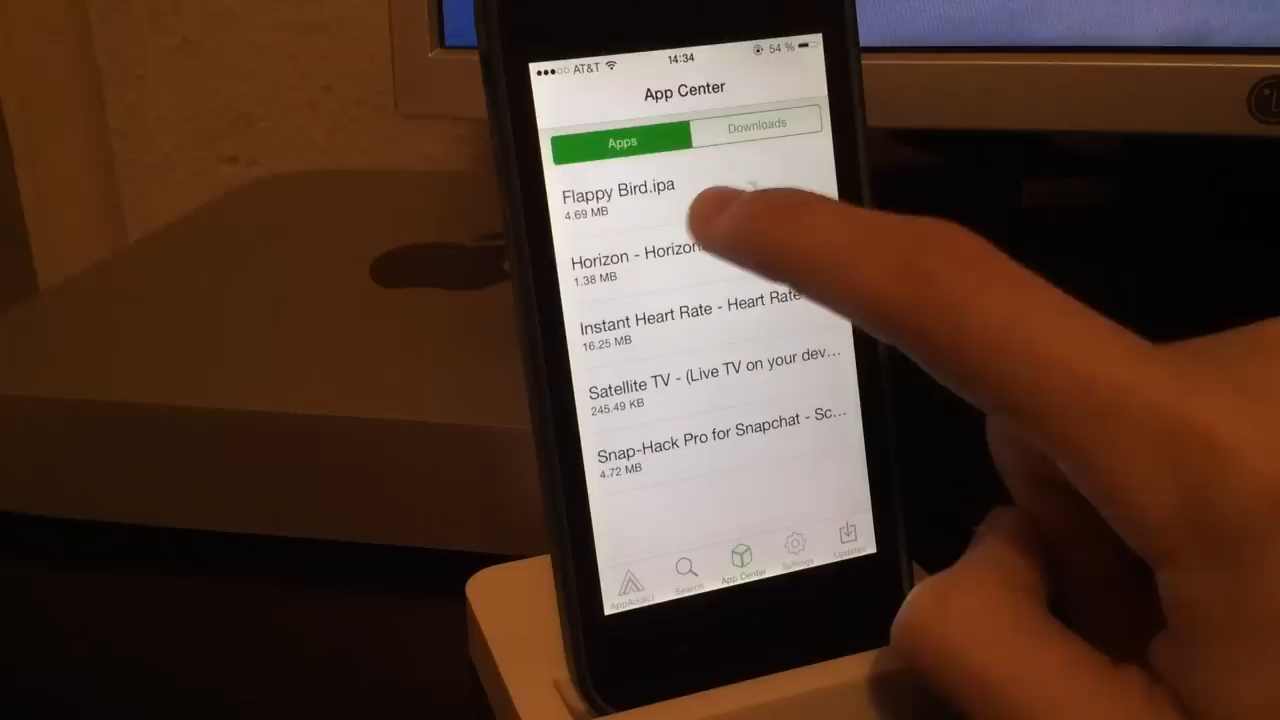 AT&T 14:34 54 %
App Center
Apps Downloads
Flappy Bird.ipa
4.69 MB
Horizon - Horizon
1.38 MB
Instant Heart Rate - Heart Rate
16.25 MB
Satellite TV - (Live TV on your dev...
245.49 KB
Snap-Hack Pro for Snapchat - Sc...
4.72 MB
AppAddict Search App Center Settings Updates